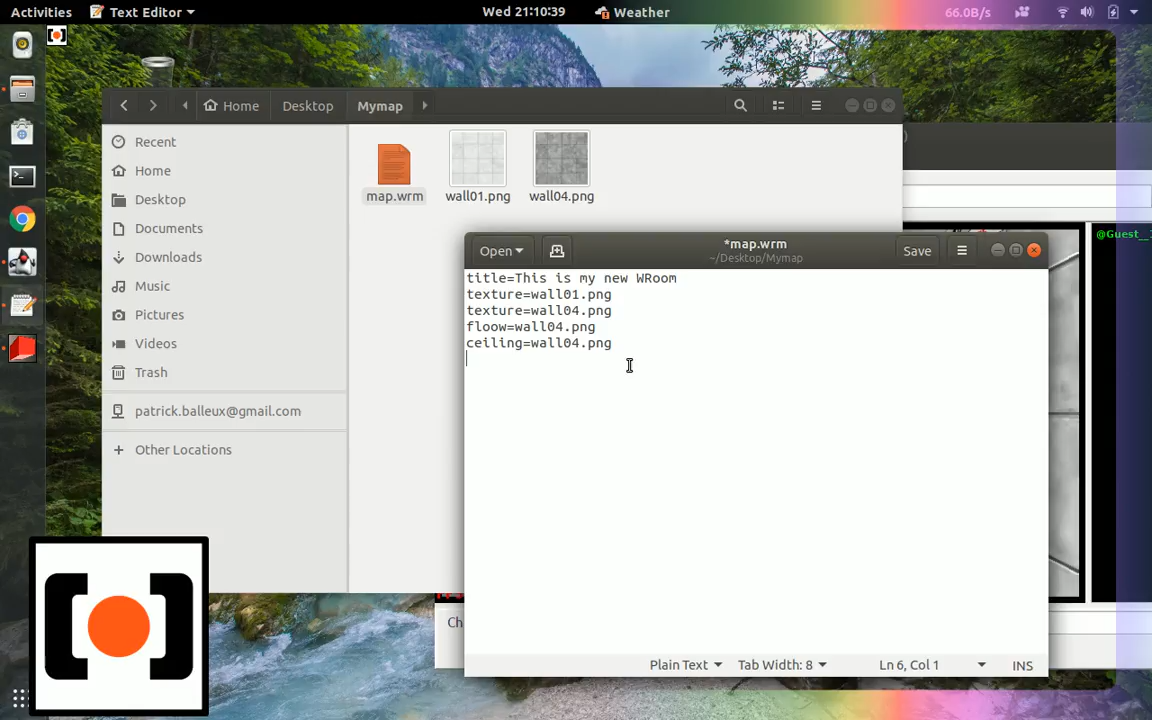 Activities
Text Editor
Wed 21:10:39
Weather
66.0B/s
Home
Desktop
Mymap
Recent
Home
Desktop
Documents
Downloads
Music
Pictures
Videos
Trash
patrick.balleux@gmail.com
Other Locations
map.wrm
wall01.png
wall04.png
Open
*map.wrm
~/Desktop/Mymap
Save
title=This is my new WRoom
texture=wall01.png
texture=wall04.png
floow=wall04.png
ceiling=wall04.png
Plain Text
Tab Width: 8
Ln 6, Col 1
INS
Ch